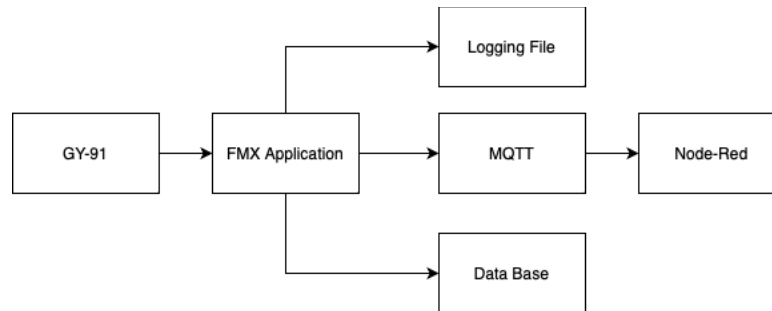 Logging File
GY-91
FMX Application
MQTT
Node-Red
Data Base